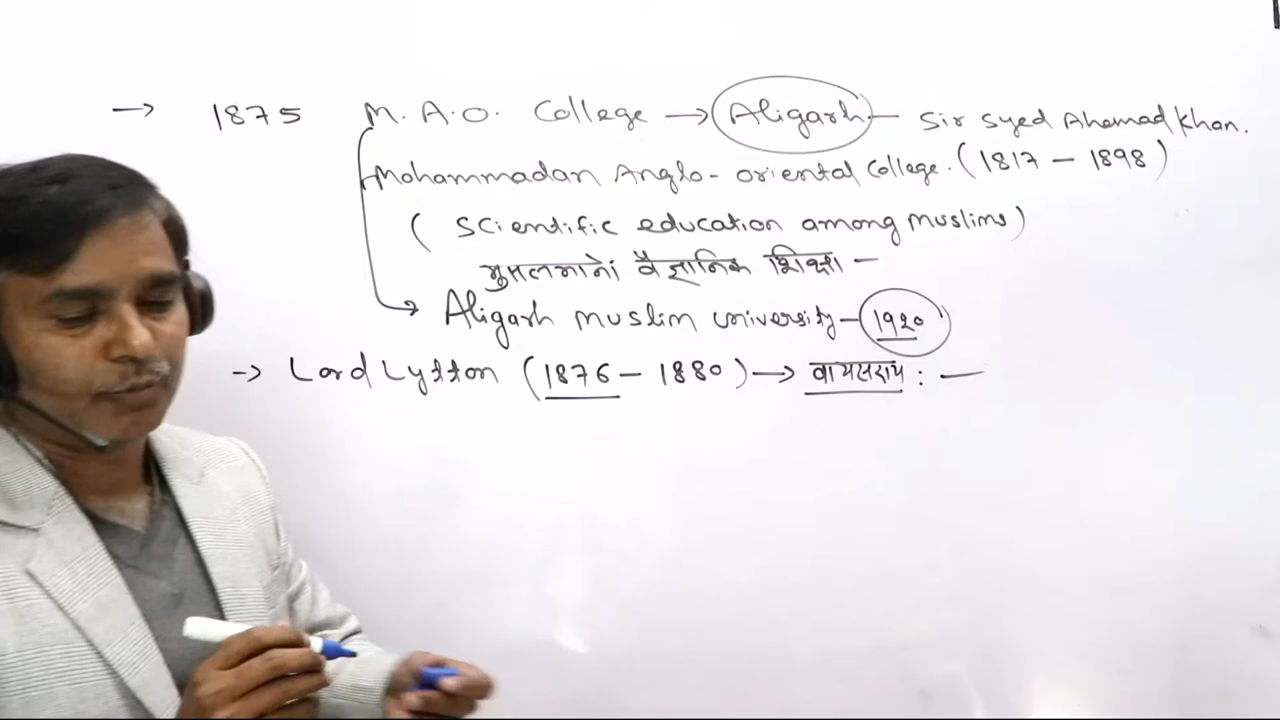 → 1875 M.A.O. College → Aligarh — Sir Syed Ahemad Khan.
Mohammadan Anglo-oriental College. (1817 – 1898)
( Scientific education among muslims)
मुसलमानों वैज्ञानिक शिक्षा –
Aligarh muslim university – 1920
→ Lord Lytton (1876 – 1880) → वायसराय : —